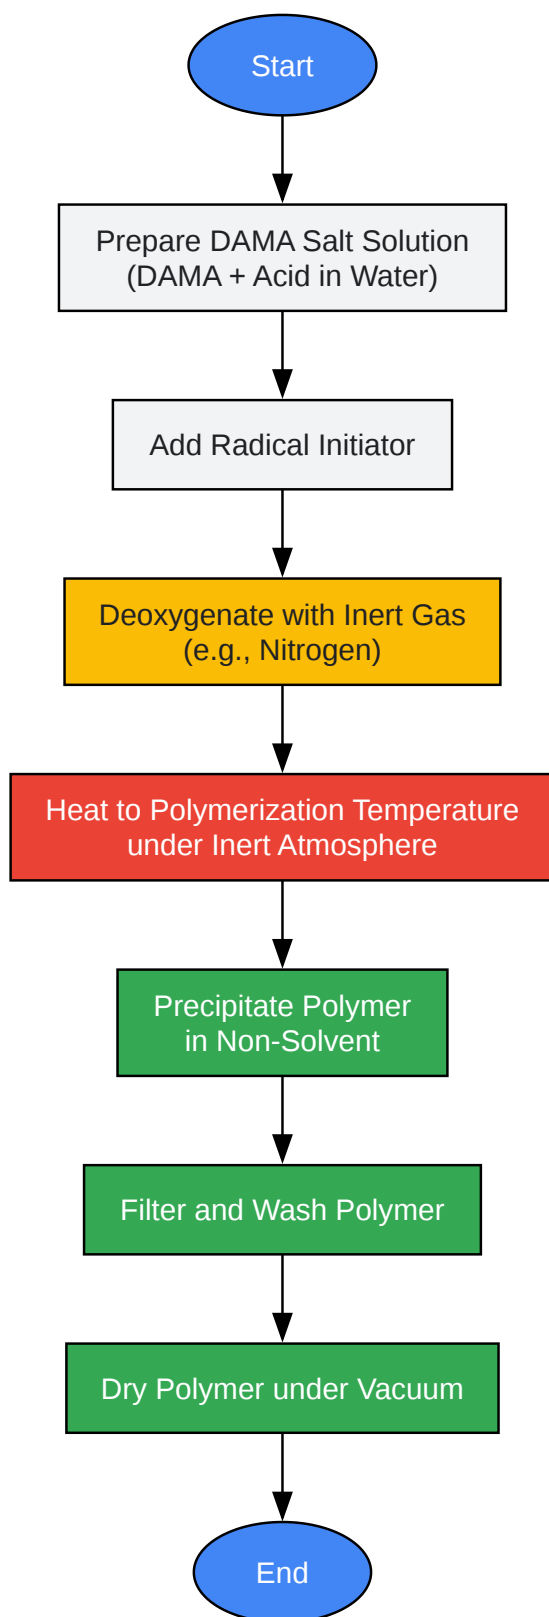 Start
Prepare DAMA Salt Solution
(DAMA + Acid in Water)
Add Radical Initiator
Deoxygenate with Inert Gas
(e.g., Nitrogen)
Heat to Polymerization Temperature
under Inert Atmosphere
Precipitate Polymer
in Non-Solvent
Filter and Wash Polymer
Dry Polymer under Vacuum
End